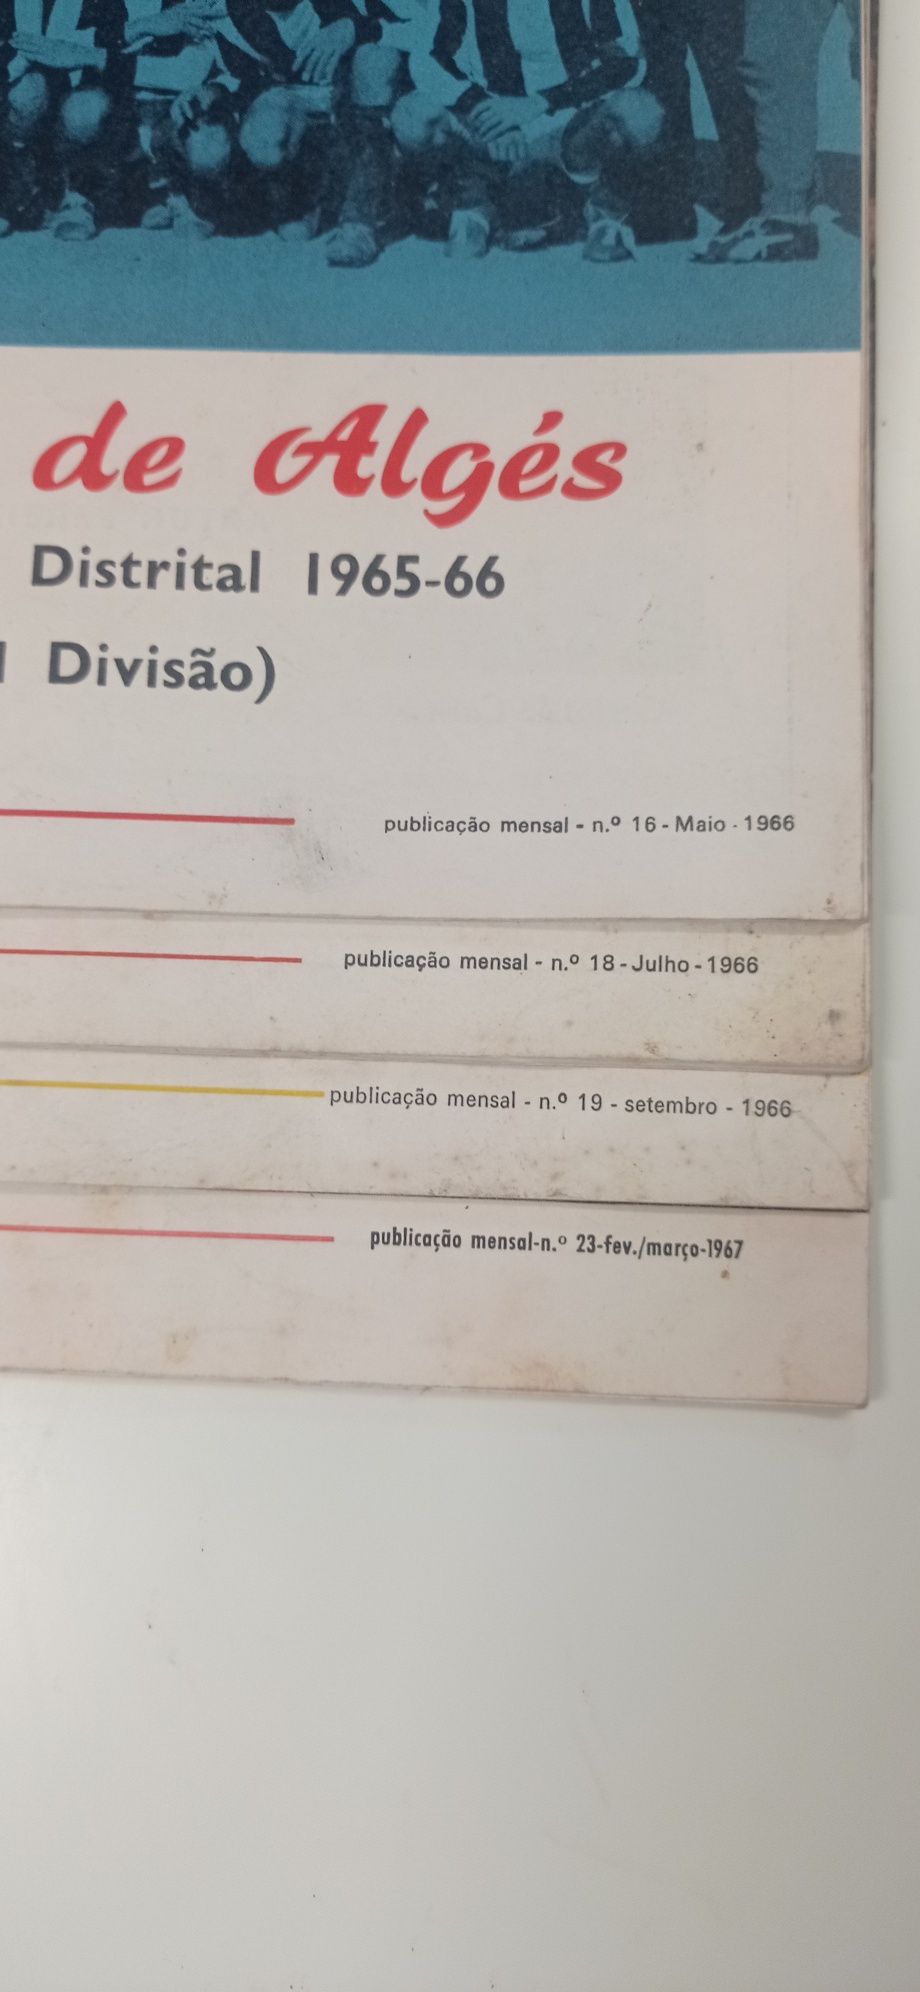 de Algés
Distrital 1965-66
Divisão)
publicação mensal - n.º 16 - Maio - 1966
publicação mensal - n.º 18 - Julho - 1966
publicação mensal - n.º 19 - setembro - 1966
publicação mensal-n.º 23-fev./março-1967